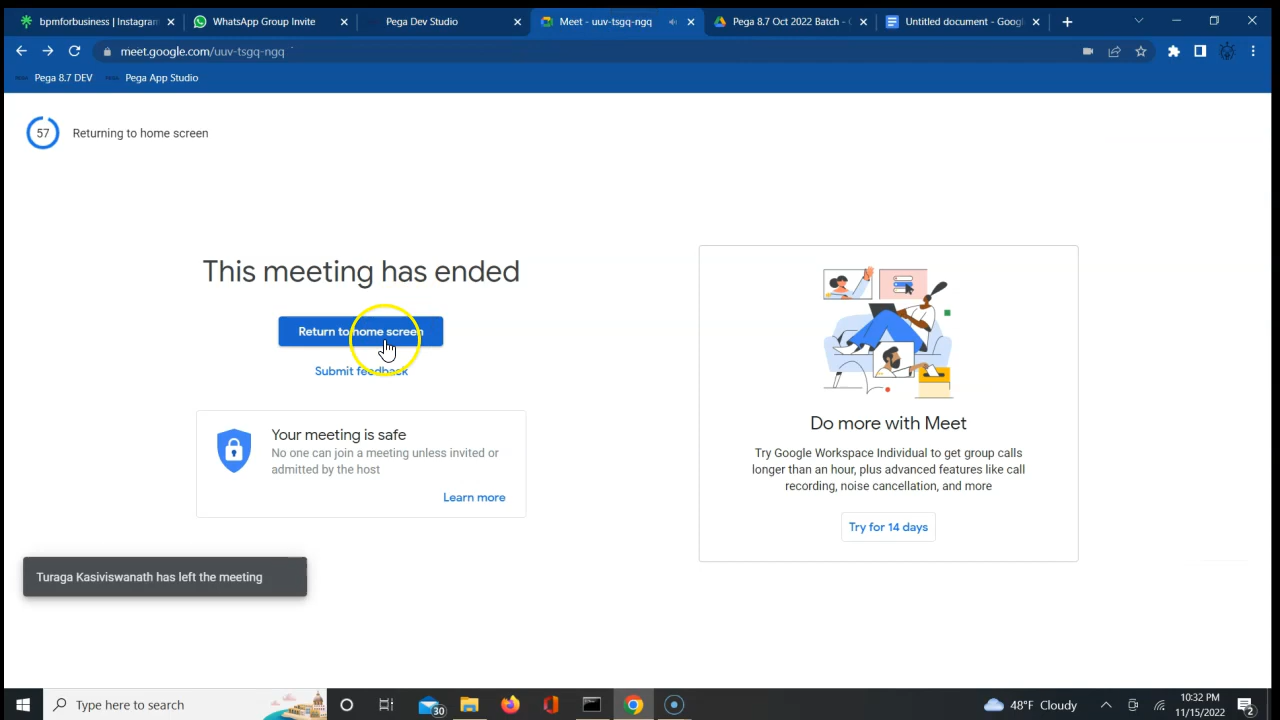 bpmforbusiness | Instagram
WhatsApp Group Invite
Pega Dev Studio
Meet - uuv-tsgq-ngq
Pega 8.7 Oct 2022 Batch -
Untitled document - Googl
meet.google.com/uuv-tsgq-ngq
Pega 8.7 DEV
Pega App Studio
57
Returning to home screen
This meeting has ended
Return to home screen
Submit feedback
Your meeting is safe
No one can join a meeting unless invited or
admitted by the host
Learn more
Do more with Meet
Try Google Workspace Individual to get group calls
longer than an hour, plus advanced features like call
recording, noise cancellation, and more
Try for 14 days
Turaga Kasiviswanath has left the meeting
Type here to search
30
48°F Cloudy
10:32 PM
11/15/2022
2